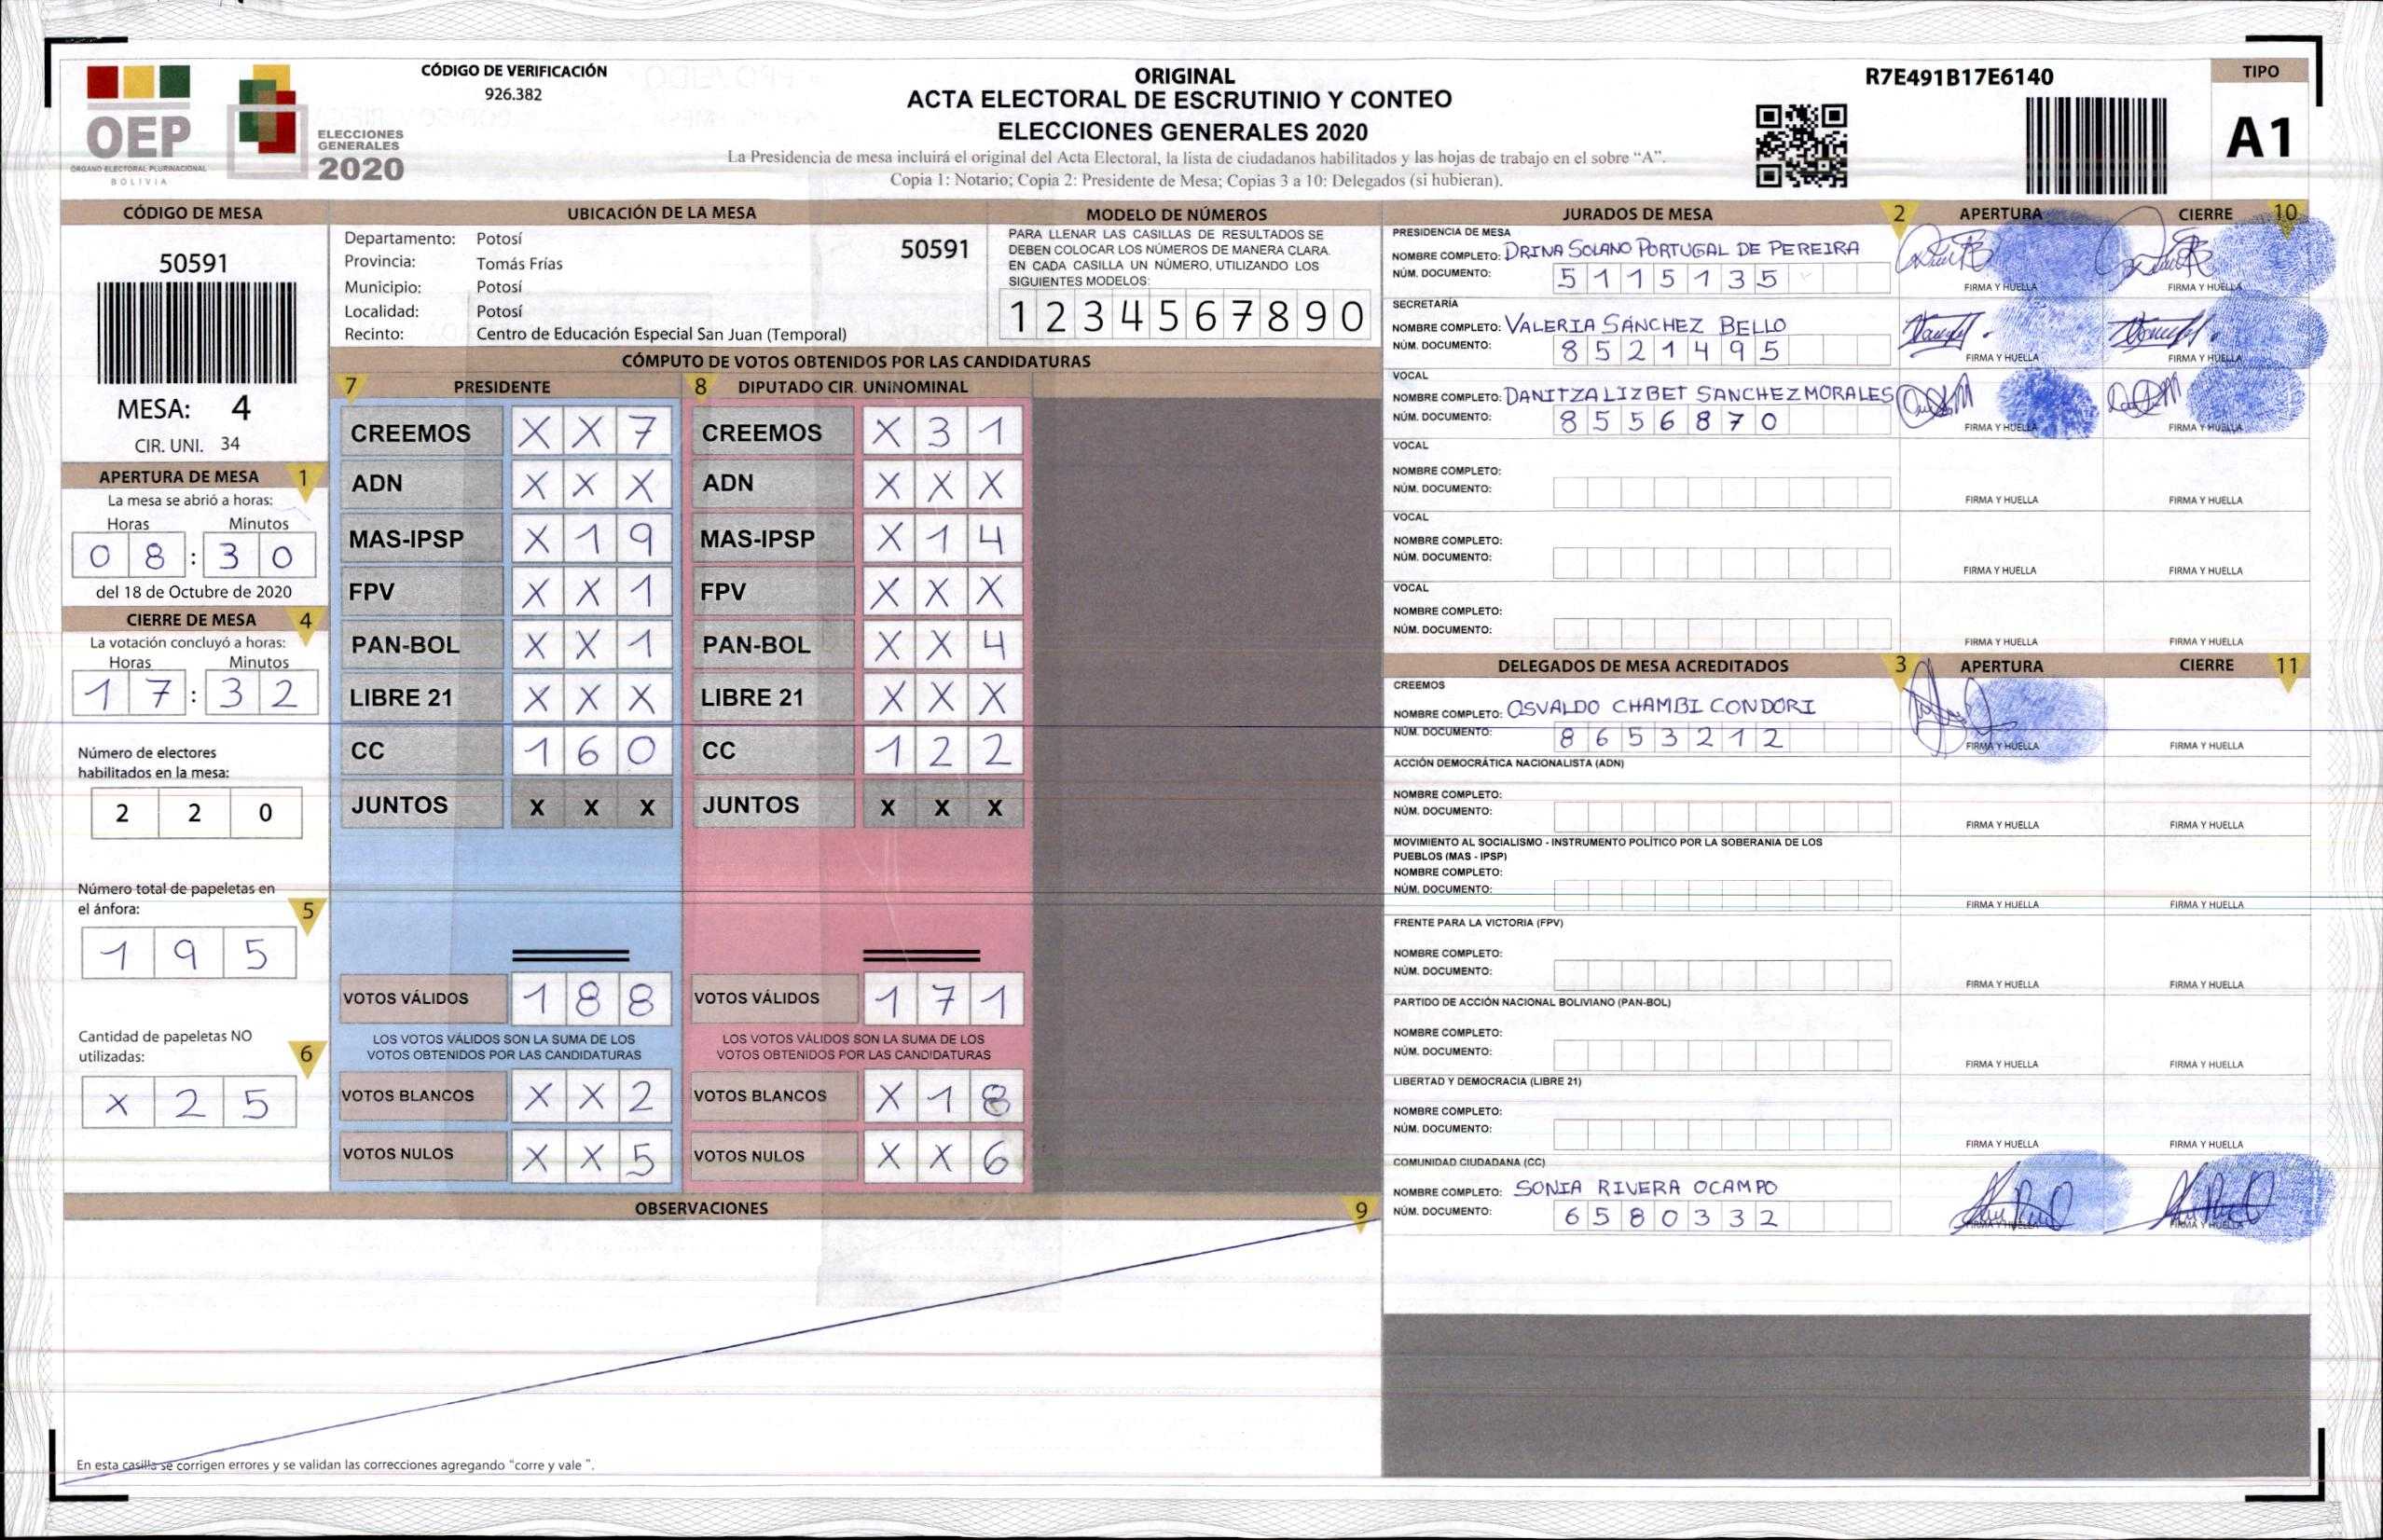 CÓDIGO DE VERIFICACIÓN
926.382
OEP
ÓRGANO ELECTORAL PLURINACIONAL
BOLIVIA
ELECCIONES
GENERALES
2020
ORIGINAL
ACTA ELECTORAL DE ESCRUTINIO Y CONTEO
ELECCIONES GENERALES 2020
La Presidencia de mesa incluirá el original del Acta Electoral, la lista de ciudadanos habilitados y las hojas de trabajo en el sobre “A”.
Copia 1: Notario; Copia 2: Presidente de Mesa; Copias 3 a 10: Delegados (si hubieran).
R7E491B17E6140
TIPO
A1
CÓDIGO DE MESA
50591
MESA: 4
CIR. UNI. 34
APERTURA DE MESA 1
La mesa se abrió a horas:
Horas Minutos
08:30
del 18 de Octubre de 2020
CIERRE DE MESA 4
La votación concluyó a horas:
Horas Minutos
17:32
Número de electores
habilitados en la mesa:
2 2 0
Número total de papeletas en
el ánfora: 5
1 9 5
Cantidad de papeletas NO
utilizadas: 6
X 2 5
UBICACIÓN DE LA MESA
Departamento: Potosí 50591
Provincia: Tomás Frías
Municipio: Potosí
Localidad: Potosí
Recinto: Centro de Educación Especial San Juan (Temporal)
MODELO DE NÚMEROS
PARA LLENAR LAS CASILLAS DE RESULTADOS SE
DEBEN COLOCAR LOS NÚMEROS DE MANERA CLARA.
EN CADA CASILLA UN NÚMERO, UTILIZANDO LOS
SIGUIENTES MODELOS:
1 2 3 4 5 6 7 8 9 0
CÓMPUTO DE VOTOS OBTENIDOS POR LAS CANDIDATURAS
7 PRESIDENTE 8 DIPUTADO CIR. UNINOMINAL
CREEMOS X X 7 CREEMOS X 3 1
ADN X X X ADN X X X
MAS-IPSP X 1 9 MAS-IPSP X 1 4
FPV X X 1 FPV X X X
PAN-BOL X X 1 PAN-BOL X X 4
LIBRE 21 X X X LIBRE 21 X X X
CC 1 6 0 CC 1 2 2
JUNTOS X X X JUNTOS X X X
VOTOS VÁLIDOS 1 8 8 VOTOS VÁLIDOS 1 7 1
LOS VOTOS VÁLIDOS SON LA SUMA DE LOS LOS VOTOS VÁLIDOS SON LA SUMA DE LOS
VOTOS OBTENIDOS POR LAS CANDIDATURAS VOTOS OBTENIDOS POR LAS CANDIDATURAS
VOTOS BLANCOS X X 2 VOTOS BLANCOS X 1 8
VOTOS NULOS X X 5 VOTOS NULOS X X 6
OBSERVACIONES 9
En esta casilla se corrigen errores y se validan las correcciones agregando “corre y vale ”.
JURADOS DE MESA 2 APERTURA CIERRE 10
PRESIDENCIA DE MESA
NOMBRE COMPLETO: DRINA SOLANO PORTUGAL DE PEREIRA
NÚM. DOCUMENTO: 5115135
FIRMA Y HUELLA FIRMA Y HUELLA
SECRETARÍA
NOMBRE COMPLETO: VALERIA SÁNCHEZ BELLO
NÚM. DOCUMENTO: 8521495
FIRMA Y HUELLA FIRMA Y HUELLA
VOCAL
NOMBRE COMPLETO: DANITZA LIZBET SANCHEZ MORALES
NÚM. DOCUMENTO: 8556870
FIRMA Y HUELLA FIRMA Y HUELLA
VOCAL
NOMBRE COMPLETO:
NÚM. DOCUMENTO:
FIRMA Y HUELLA FIRMA Y HUELLA
VOCAL
NOMBRE COMPLETO:
NÚM. DOCUMENTO:
FIRMA Y HUELLA FIRMA Y HUELLA
VOCAL
NOMBRE COMPLETO:
NÚM. DOCUMENTO:
FIRMA Y HUELLA FIRMA Y HUELLA
DELEGADOS DE MESA ACREDITADOS 3 APERTURA CIERRE 11
CREEMOS
NOMBRE COMPLETO: OSVALDO CHAMBI CONDORI
NÚM. DOCUMENTO: 8653212
FIRMA Y HUELLA FIRMA Y HUELLA
ACCIÓN DEMOCRÁTICA NACIONALISTA (ADN)
NOMBRE COMPLETO:
NÚM. DOCUMENTO:
FIRMA Y HUELLA FIRMA Y HUELLA
MOVIMIENTO AL SOCIALISMO - INSTRUMENTO POLÍTICO POR LA SOBERANIA DE LOS
PUEBLOS (MAS - IPSP)
NOMBRE COMPLETO:
NÚM. DOCUMENTO:
FIRMA Y HUELLA FIRMA Y HUELLA
FRENTE PARA LA VICTORIA (FPV)
NOMBRE COMPLETO:
NÚM. DOCUMENTO:
FIRMA Y HUELLA FIRMA Y HUELLA
PARTIDO DE ACCIÓN NACIONAL BOLIVIANO (PAN-BOL)
NOMBRE COMPLETO:
NÚM. DOCUMENTO:
FIRMA Y HUELLA FIRMA Y HUELLA
LIBERTAD Y DEMOCRACIA (LIBRE 21)
NOMBRE COMPLETO:
NÚM. DOCUMENTO:
FIRMA Y HUELLA FIRMA Y HUELLA
COMUNIDAD CIUDADANA (CC)
NOMBRE COMPLETO: SONIA RIVERA OCAMPO
NÚM. DOCUMENTO: 6580332
FIRMA Y HUELLA FIRMA Y HUELLA